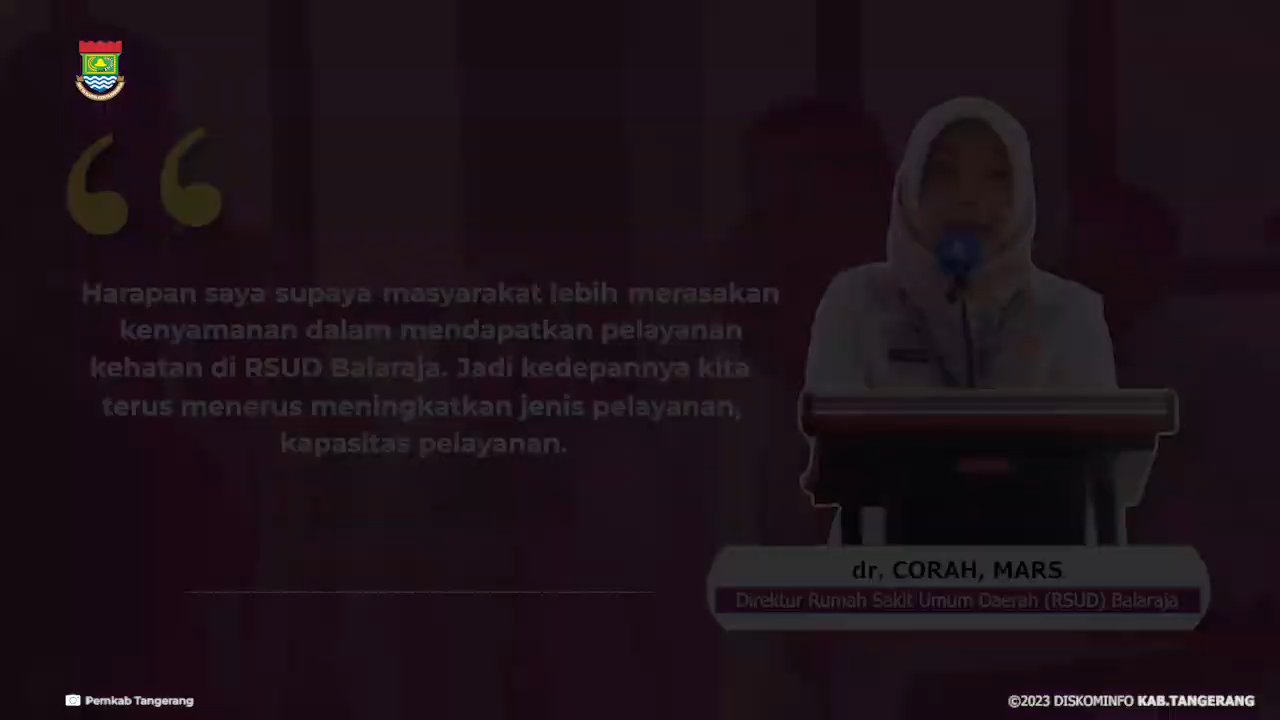 Harapan saya supaya masyarakat lebih merasakan
kenyamanan dalam mendapatkan pelayanan
kehatan di RSUD Balaraja. Jadi kedepannya kita
terus menerus meningkatkan jenis pelayanan,
kapasitas pelayanan.
dr. CORAH, MARS
Direktur Rumah Sakit Umum Daerah (RSUD) Balaraja
Pemkab Tangerang
©2023 DISKOMINFO KAB.TANGERANG